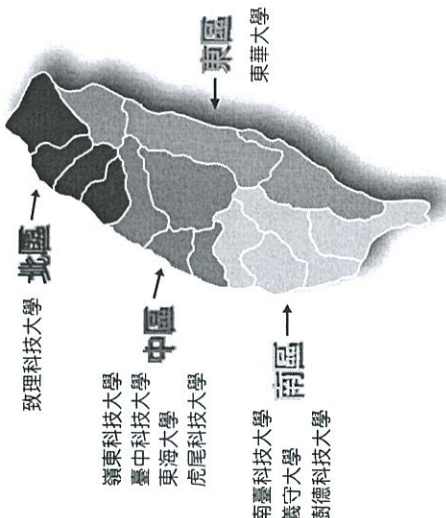 致理科技大學
北區
嶺東科技大學
臺中科技大學
東海大學
虎尾科技大學
中區
東區
東華大學
南臺科技大學
義守大學
樹德科技大學
南區